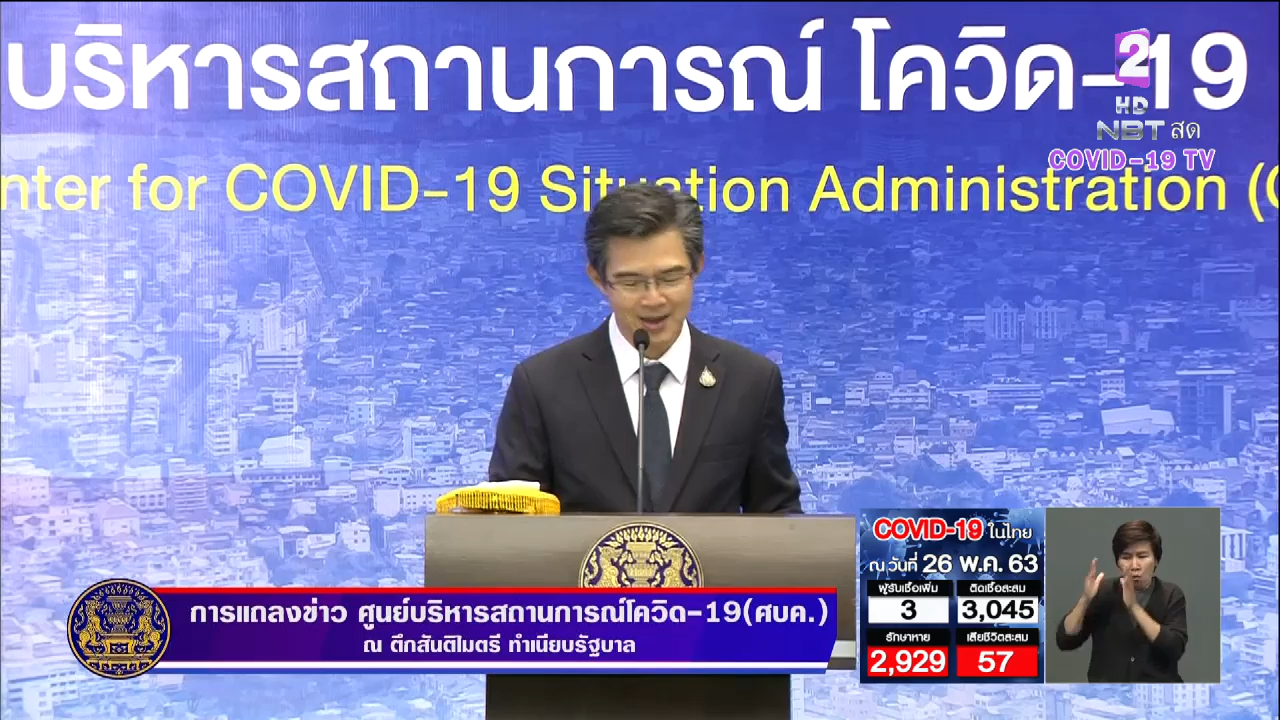 บริหารสถานการณ์ โควิด-19
2
HD
NBT สด
COVID-19 TV
nter for COVID-19 Situation Administration (
COVID-19 ในไทย
ณ วันที่ 26 พ.ค. 63
ผู้รับเชื้อเพิ่ม ติดเชื้อสะสม
3 3,045
รักษาหาย เสียชีวิตสะสม
2,929 57
การแถลงข่าว ศูนย์บริหารสถานการณ์โควิด-19(ศบค.)
ณ ตึกสันติไมตรี ทำเนียบรัฐบาล